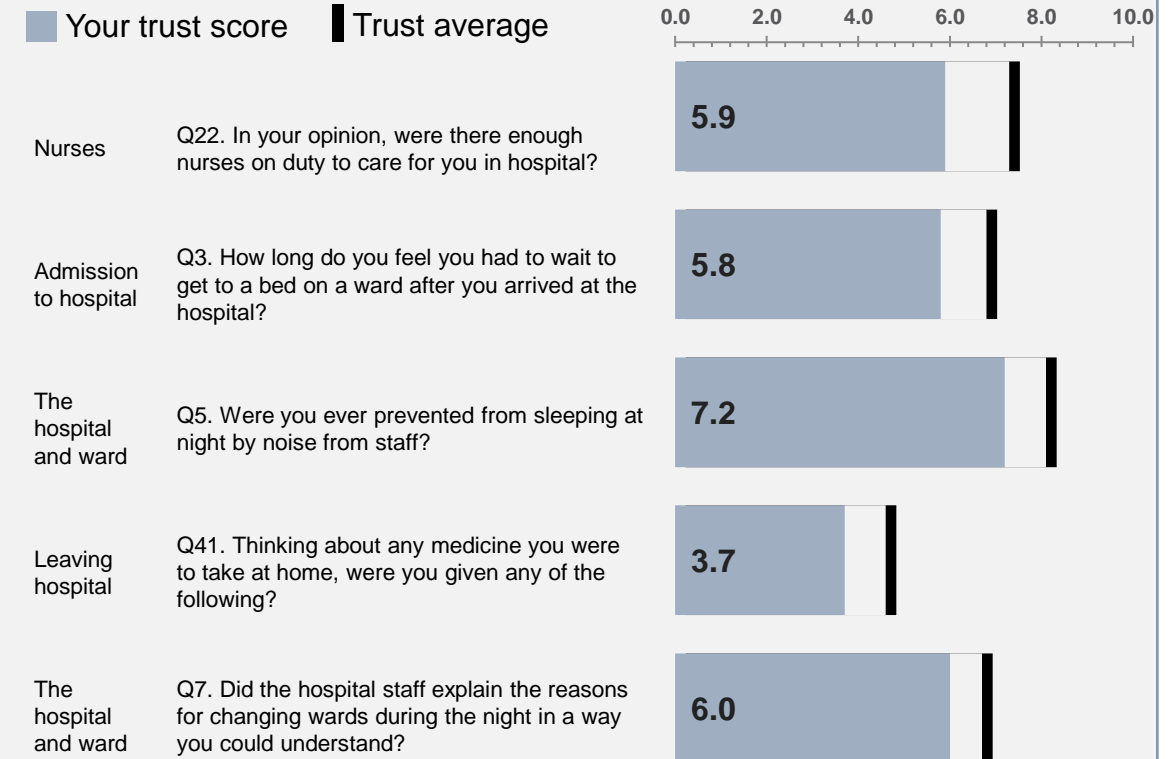 Your trust score Trust average
0.0 2.0 4.0 6.0 8.0 10.0
Nurses
Q22. In your opinion, were there enough
nurses on duty to care for you in hospital?
5.9
Admission
to hospital
Q3. How long do you feel you had to wait to
get to a bed on a ward after you arrived at the
hospital?
5.8
The
hospital
and ward
Q5. Were you ever prevented from sleeping at
night by noise from staff?
7.2
Leaving
hospital
Q41. Thinking about any medicine you were
to take at home, were you given any of the
following?
3.7
The
hospital
and ward
Q7. Did the hospital staff explain the reasons
for changing wards during the night in a way
you could understand?
6.0